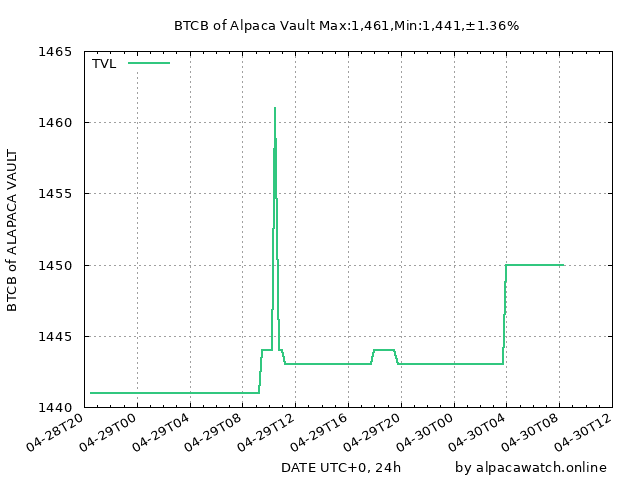 BTCB of Alpaca Vault Max:1,461,Min:1,441,±1.36%
TVL
BTCB of ALAPACA VAULT
1465
1460
1455
1450
1445
1440
04-28T20
04-29T00
04-29T04
04-29T08
04-29T12
04-29T16
04-29T20
04-30T00
04-30T04
04-30T08
04-30T12
DATE UTC+0, 24h
by alpacawatch.online